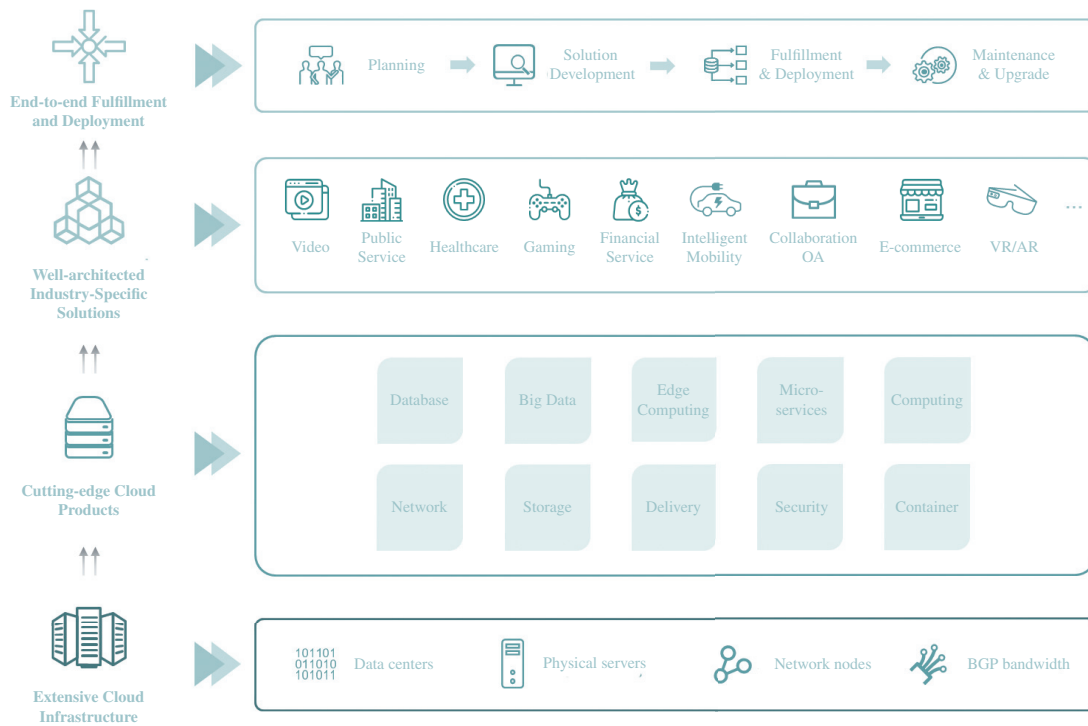 End-to-end Fulfillment
and Deployment
Planning
Solution
Development
Fulfillment
& Deployment
Maintenance
& Upgrade
Well-architected
Industry-Specific
Solutions
Video
Public
Service
Healthcare
Gaming
Financial
Service
$
Intelligent
Mobility
Collaboration
OA
E-commerce
VR/AR
...
Cutting-edge Cloud
Products
Database
Big Data
Edge
Computing
Micro-
services
Computing
Network
Storage
Delivery
Security
Container
Extensive Cloud
Infrastructure
101101
011010
101011
Data centers
Physical servers
Network nodes
BGP bandwidth